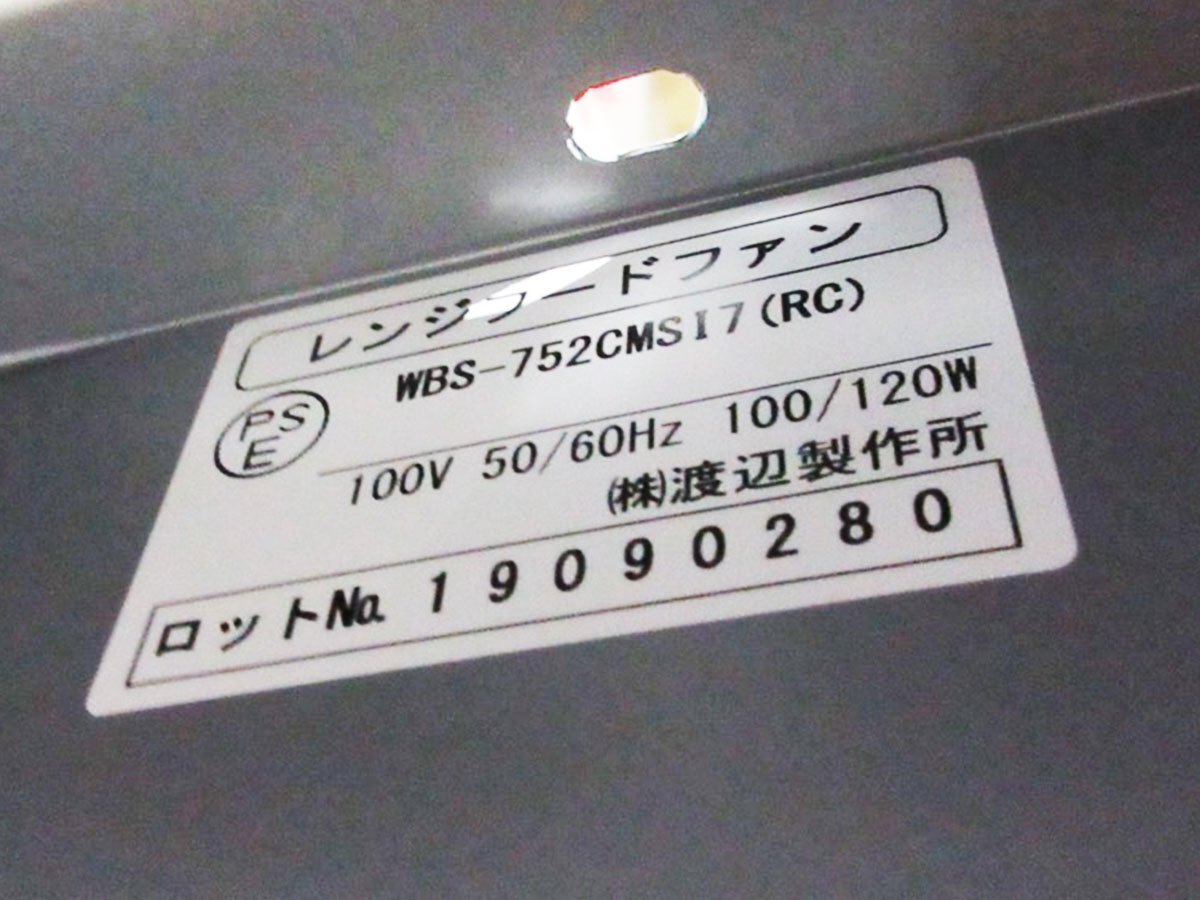 レンジフードファン
WBS-752CMSI7(RC)
PSE
100V 50/60Hz 100/120W
㈱渡辺製作所
ロット№ 19090280